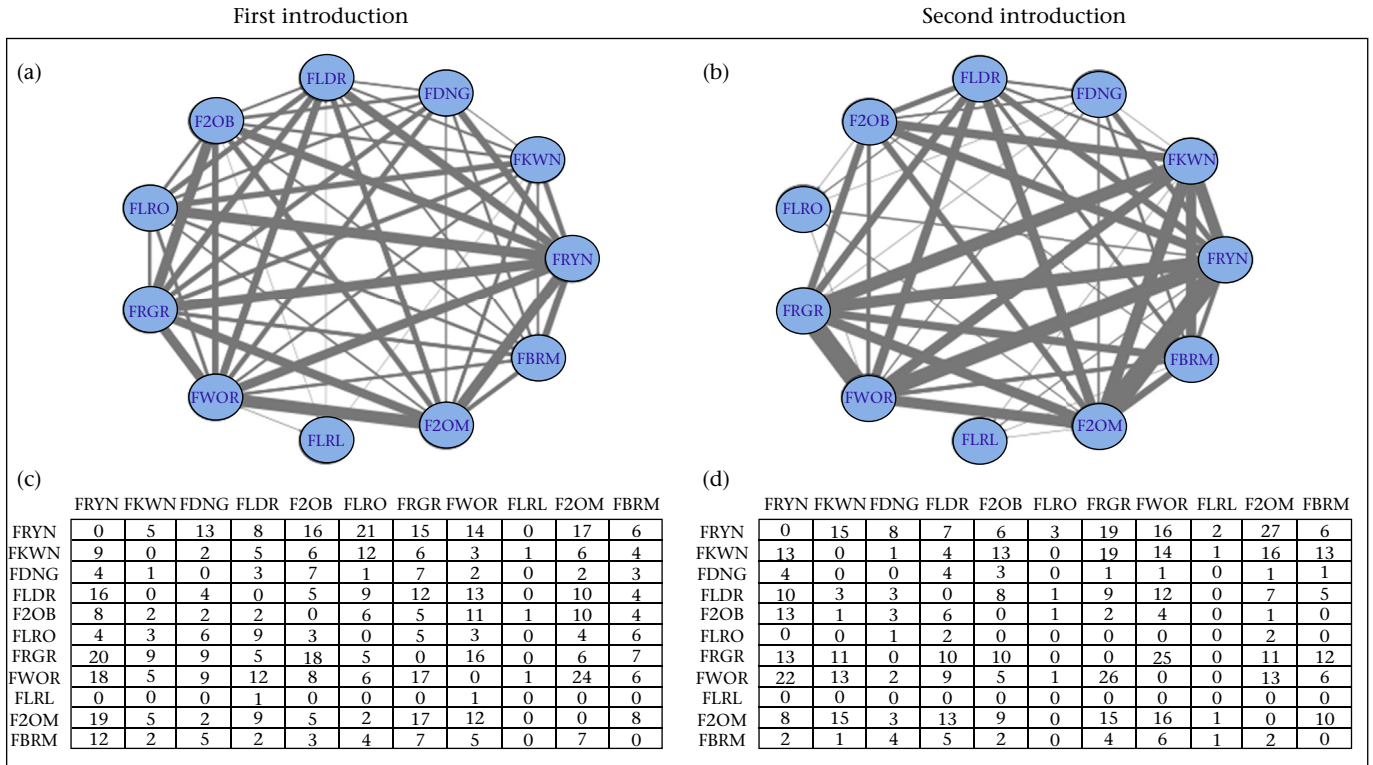 First introduction
Second introduction
(a)
FLDR
FDNG
F2OB
FKWN
FLRO
FRYN
FRGR
FBRM
FWOR
F2OM
FLRL
(b)
FLDR
FDNG
F2OB
FKWN
FLRO
FRYN
FRGR
FBRM
FWOR
F2OM
FLRL
(c)
FRYN FKWN FDNG FLDR F2OB FLRO FRGR FWOR FLRL F2OM FBRM
FRYN 0 5 13 8 16 21 15 14 0 17 6
FKWN 9 0 2 5 6 12 6 3 1 6 4
FDNG 4 1 0 3 7 1 7 2 0 2 3
FLDR 16 0 4 0 5 9 12 13 0 10 4
F2OB 8 2 2 2 0 6 5 11 1 10 4
FLRO 4 3 6 9 3 0 5 3 0 4 6
FRGR 20 9 9 5 18 5 0 16 0 6 7
FWOR 18 5 9 12 8 6 17 0 1 24 6
FLRL 0 0 0 1 0 0 0 1 0 0 0
F2OM 19 5 2 9 5 2 17 12 0 0 8
FBRM 12 2 5 2 3 4 7 5 0 7 0
(d)
FRYN FKWN FDNG FLDR F2OB FLRO FRGR FWOR FLRL F2OM FBRM
FRYN 0 15 8 7 6 3 19 16 2 27 6
FKWN 13 0 1 4 13 0 19 14 1 16 13
FDNG 4 0 0 4 3 0 1 1 0 1 1
FLDR 10 3 3 0 8 1 9 12 0 7 5
F2OB 13 1 3 6 0 1 2 4 0 1 0
FLRO 0 0 1 2 0 0 0 0 0 2 0
FRGR 13 11 0 10 10 0 0 25 0 11 12
FWOR 22 13 2 9 5 1 26 0 0 13 6
FLRL 0 0 0 0 0 0 0 0 0 0 0
F2OM 8 15 3 13 9 0 15 16 1 0 10
FBRM 2 1 4 5 2 0 4 6 1 2 0